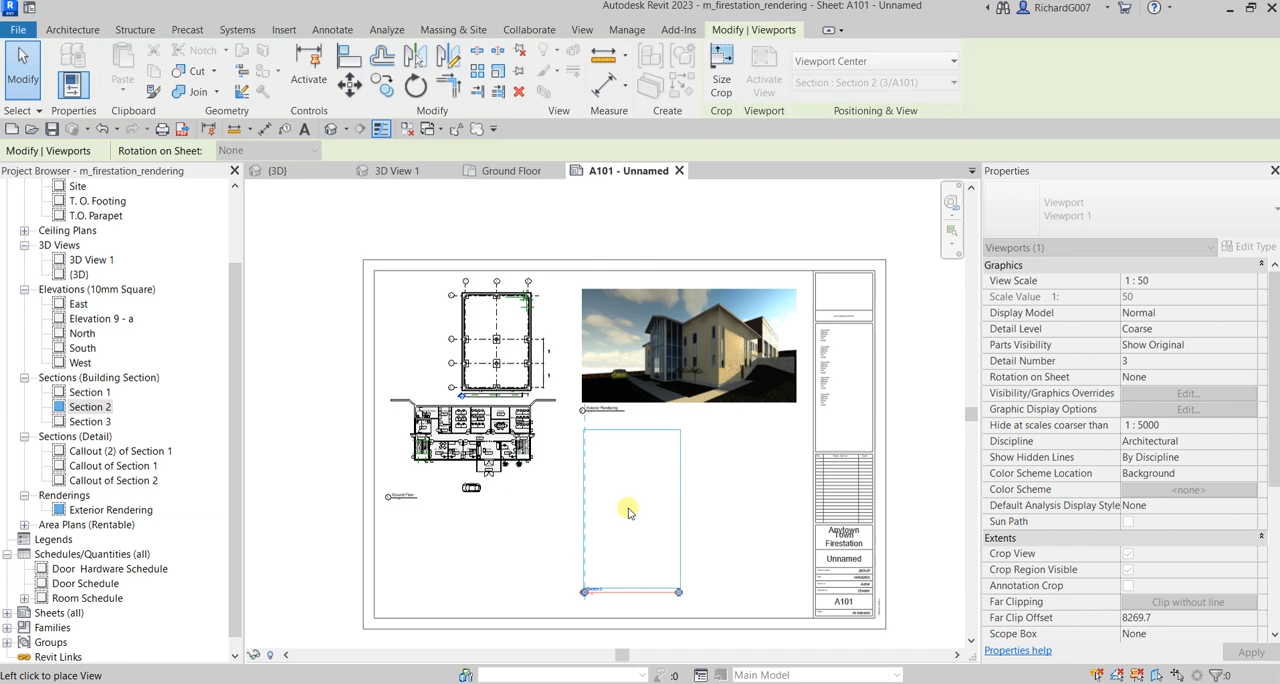 Autodesk Revit 2023 - m_firestation_rendering - Sheet: A101 - Unnamed
RichardG007
File Architecture Structure Precast Systems Insert Annotate Analyze Massing & Site Collaborate View Manage Add-Ins Modify | Viewports
Modify
Paste
Notch
Cut
Join
Activate
Size Crop
Activate View
Viewport Center
Section : Section 2 (3/A101)
Select Properties Clipboard Geometry Controls Modify View Measure Create Crop Viewport Positioning & View
Modify | Viewports Rotation on Sheet: None
Project Browser - m_firestation_rendering
{3D} 3D View 1 Ground Floor A101 - Unnamed
Properties
Site
T. O. Footing
T.O. Parapet
Ceiling Plans
3D Views
3D View 1
{3D}
Elevations (10mm Square)
East
Elevation 9 - a
North
South
West
Sections (Building Section)
Section 1
Section 2
Section 3
Sections (Detail)
Callout (2) of Section 1
Callout of Section 1
Callout of Section 2
Renderings
Exterior Rendering
Area Plans (Rentable)
Legends
Schedules/Quantities (all)
Door Hardware Schedule
Door Schedule
Room Schedule
Sheets (all)
Families
Groups
Revit Links
Exterior Rendering
Ground Floor
Section 2
Anytown
Town
Firestation
Unnamed
A101
Viewport
Viewport 1
Viewports (1) Edit Type
Graphics
View Scale 1 : 50
Scale Value 1: 50
Display Model Normal
Detail Level Coarse
Parts Visibility Show Original
Detail Number 3
Rotation on Sheet None
Visibility/Graphics Overrides Edit...
Graphic Display Options Edit...
Hide at scales coarser than 1 : 5000
Discipline Architectural
Show Hidden Lines By Discipline
Color Scheme Location Background
Color Scheme <none>
Default Analysis Display Style None
Sun Path
Extents
Crop View
Crop Region Visible
Annotation Crop
Far Clipping Clip without line
Far Clip Offset 8269.7
Scope Box None
Properties help Apply
Left click to place View
:0
Main Model
:0